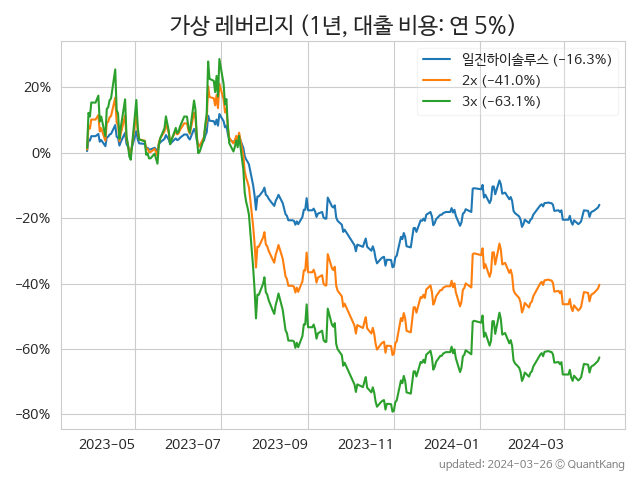 가상 레버리지 (1년, 대출 비용: 연 5%)
일진하이솔루스 (−16.3%)
2x (−41.0%)
3x (−63.1%)
20%
0%
−20%
−40%
−60%
−80%
2023-05 2023-07 2023-09 2023-11 2024-01 2024-03
updated: 2024-03-26 © QuantKang